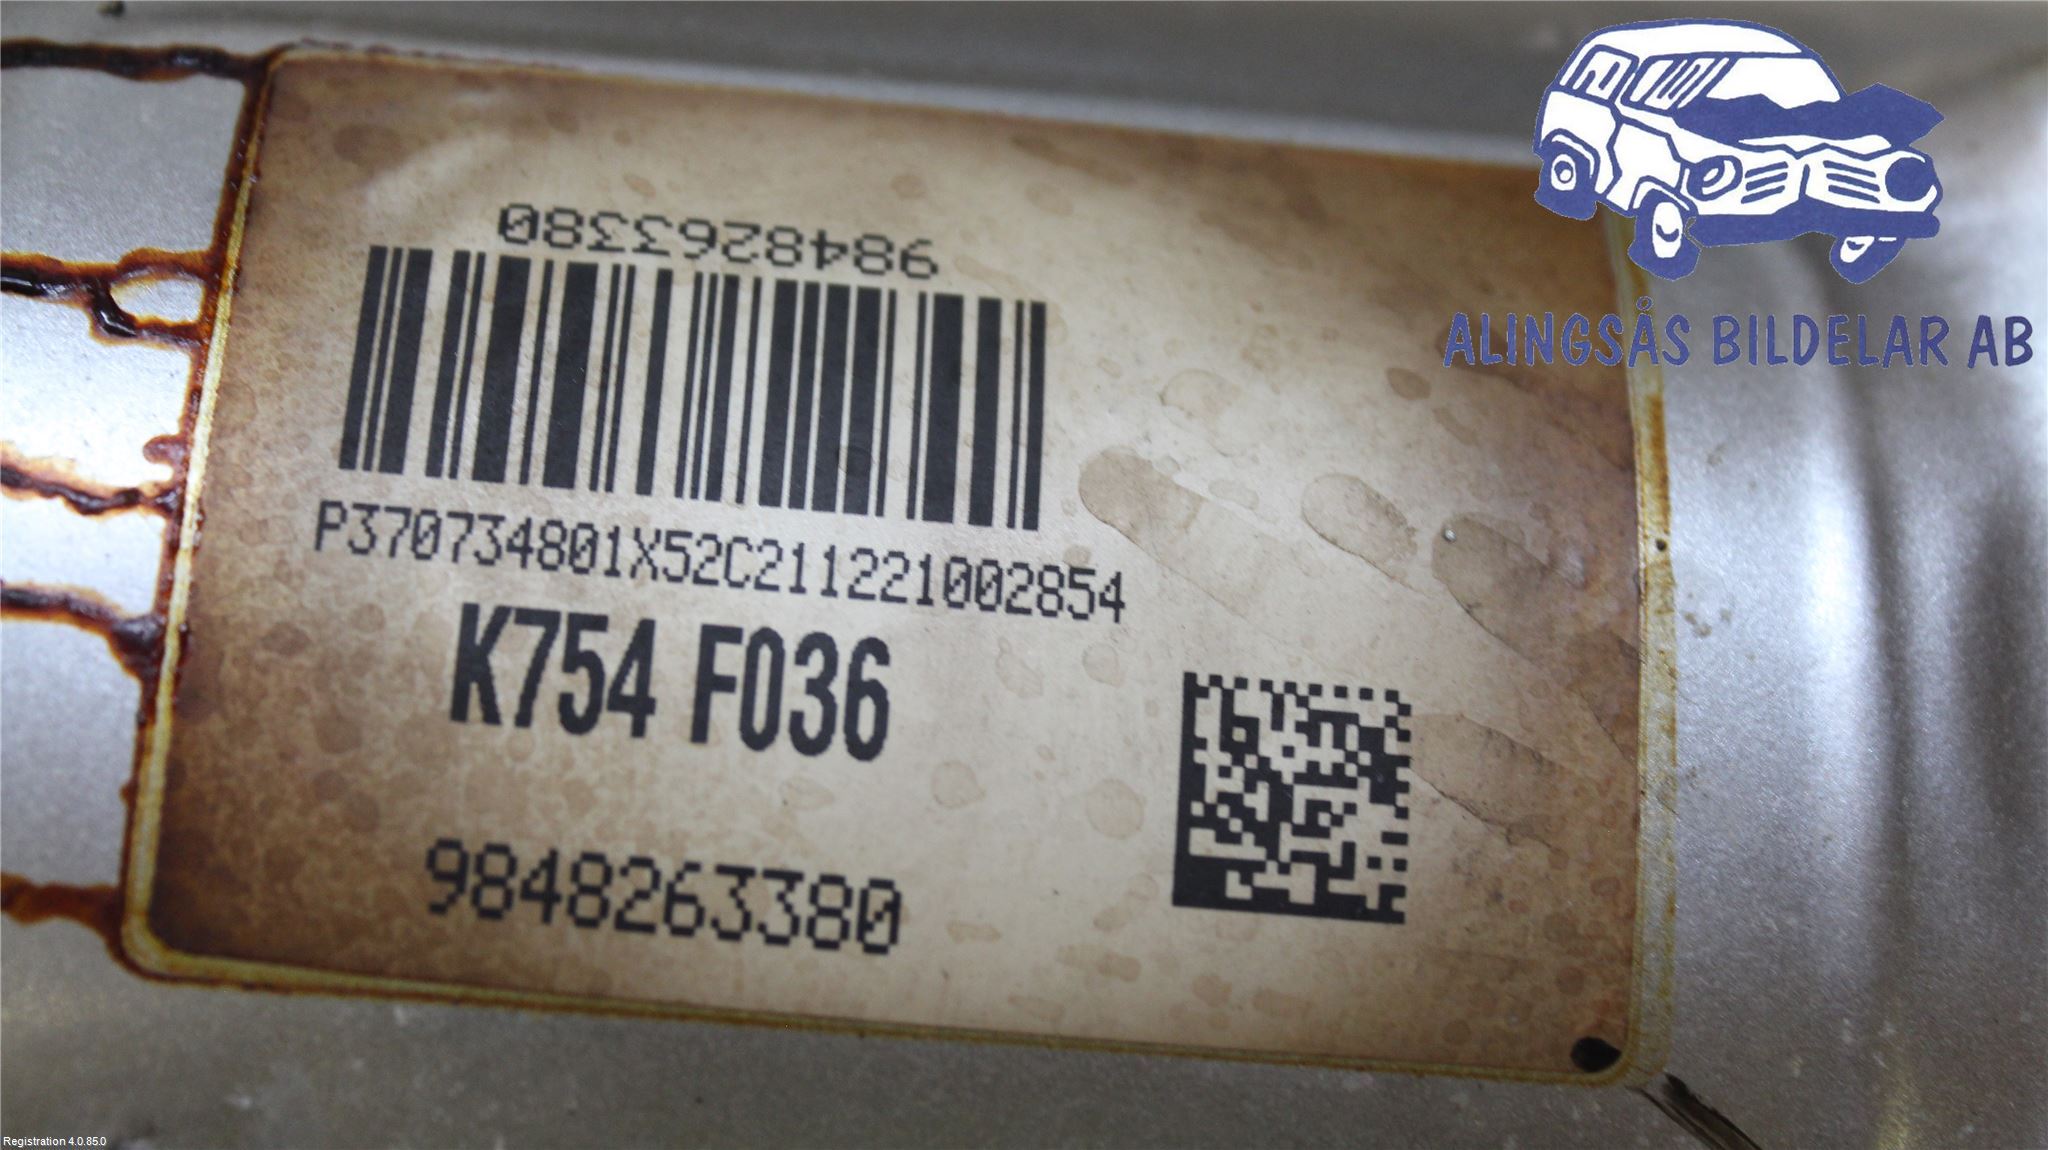 9848263380
P370734801X52C211221002854
K754 F036
9848263380
ALINGSÅS BILDELAR AB
Registration 4.0.85.0